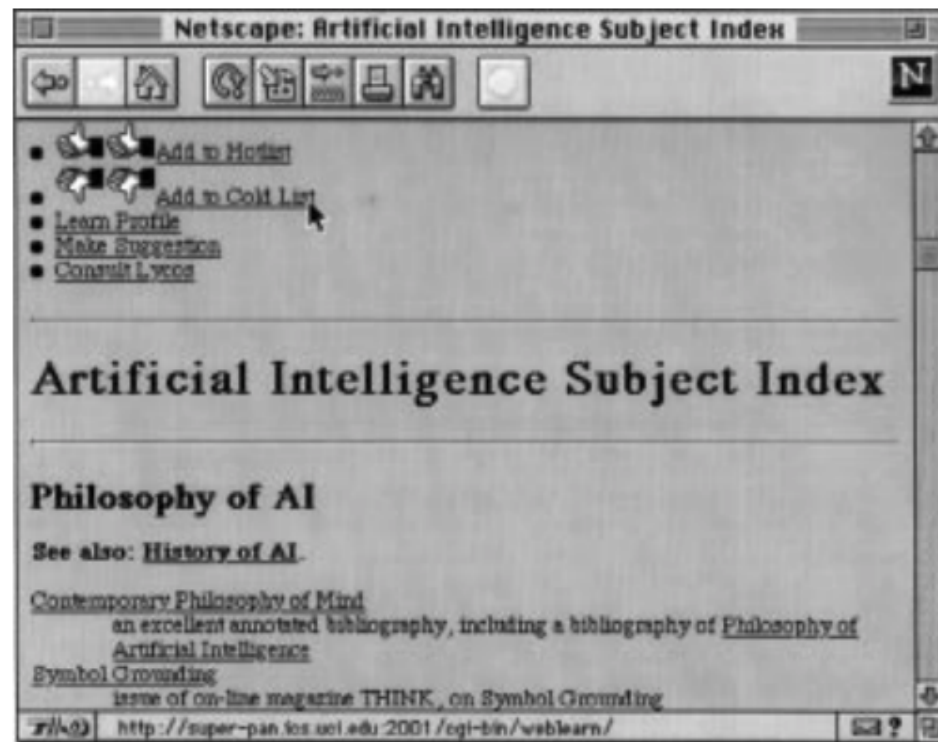 Netscape: Artificial Intelligence Subject Index
N
Add to Hotlist
Add to Cold List
Learn Profile
Make Suggestion
Consult Lycos
Artificial Intelligence Subject Index
Philosophy of AI
See also: History of AI.
Contemporary Philosophy of Mind
an excellent annotated bibliography, including a bibliography of Philosophy of
Artificial Intelligence
Symbol Grounding
issue of on-line magazine THINK, on Symbol Grounding
http://super-pan.ics.uci.edu:2001/cgi-bin/weblearn/
?